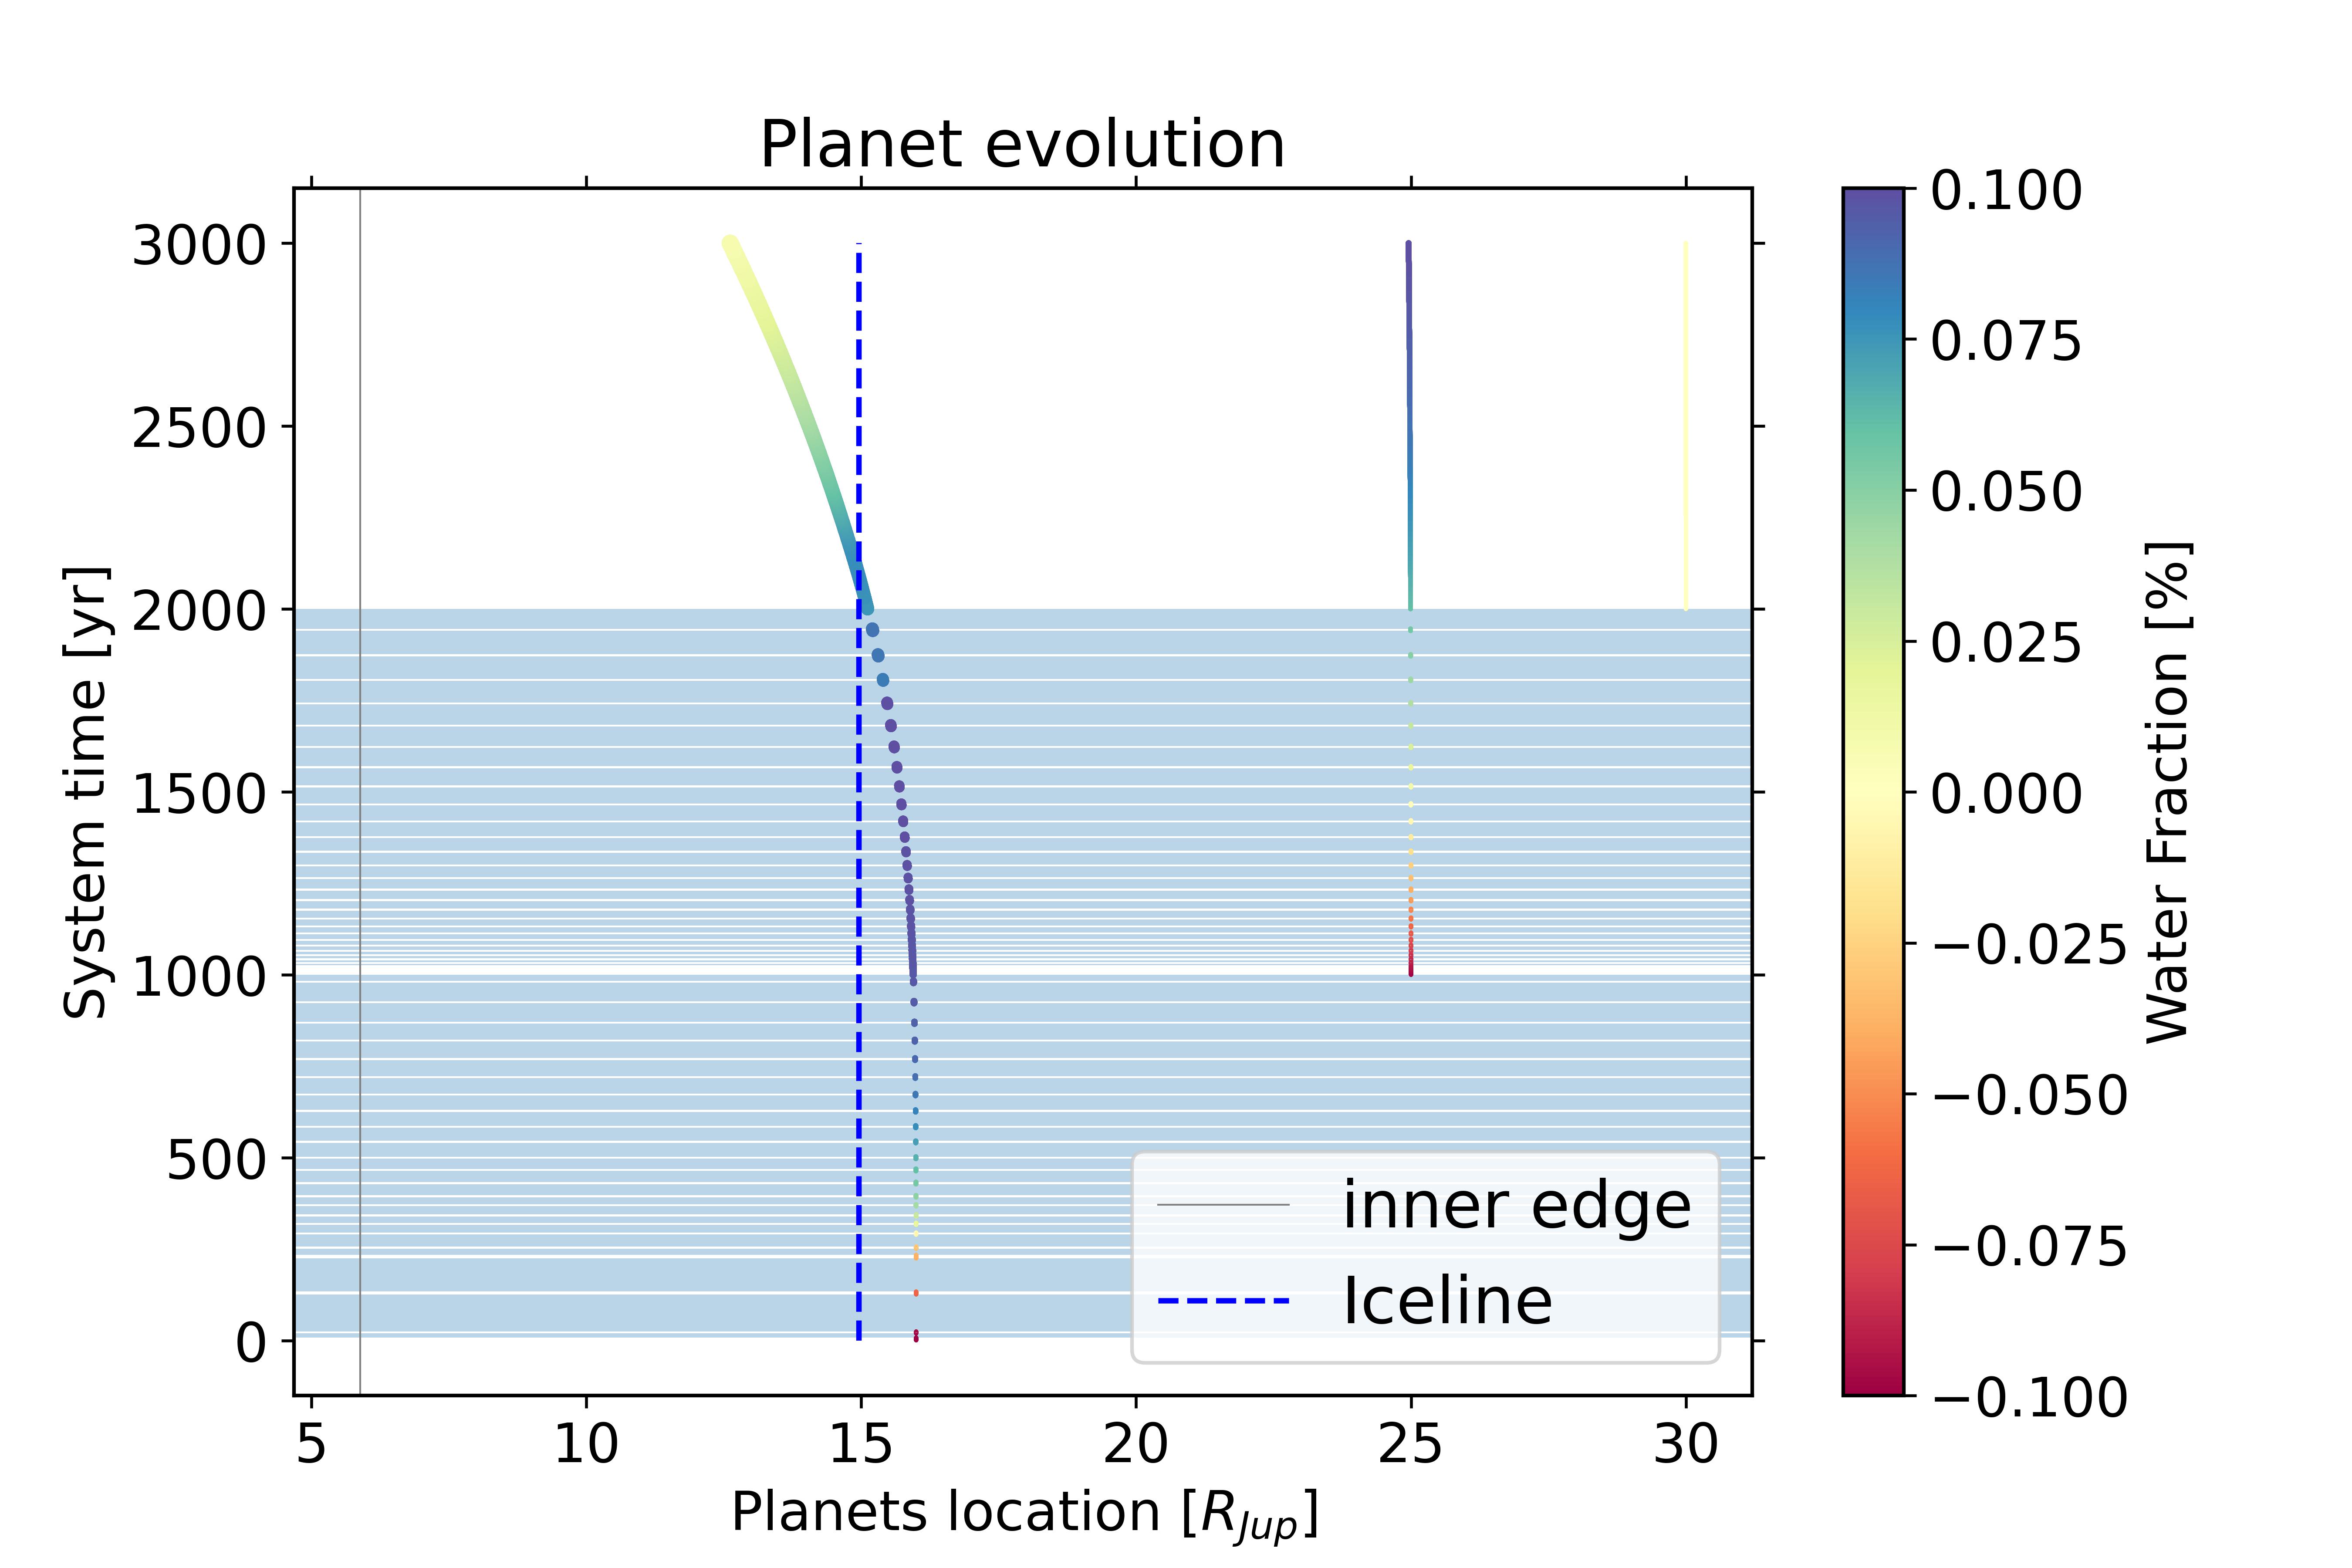 Planet evolution
System time [yr]
3000
2500
2000
1500
1000
500
0
5 10 15 20 25 30
Planets location [R_{Jup}]
inner edge
Iceline
0.100
0.075
0.050
0.025
0.000
−0.025
−0.050
−0.075
−0.100
Water Fraction [%]